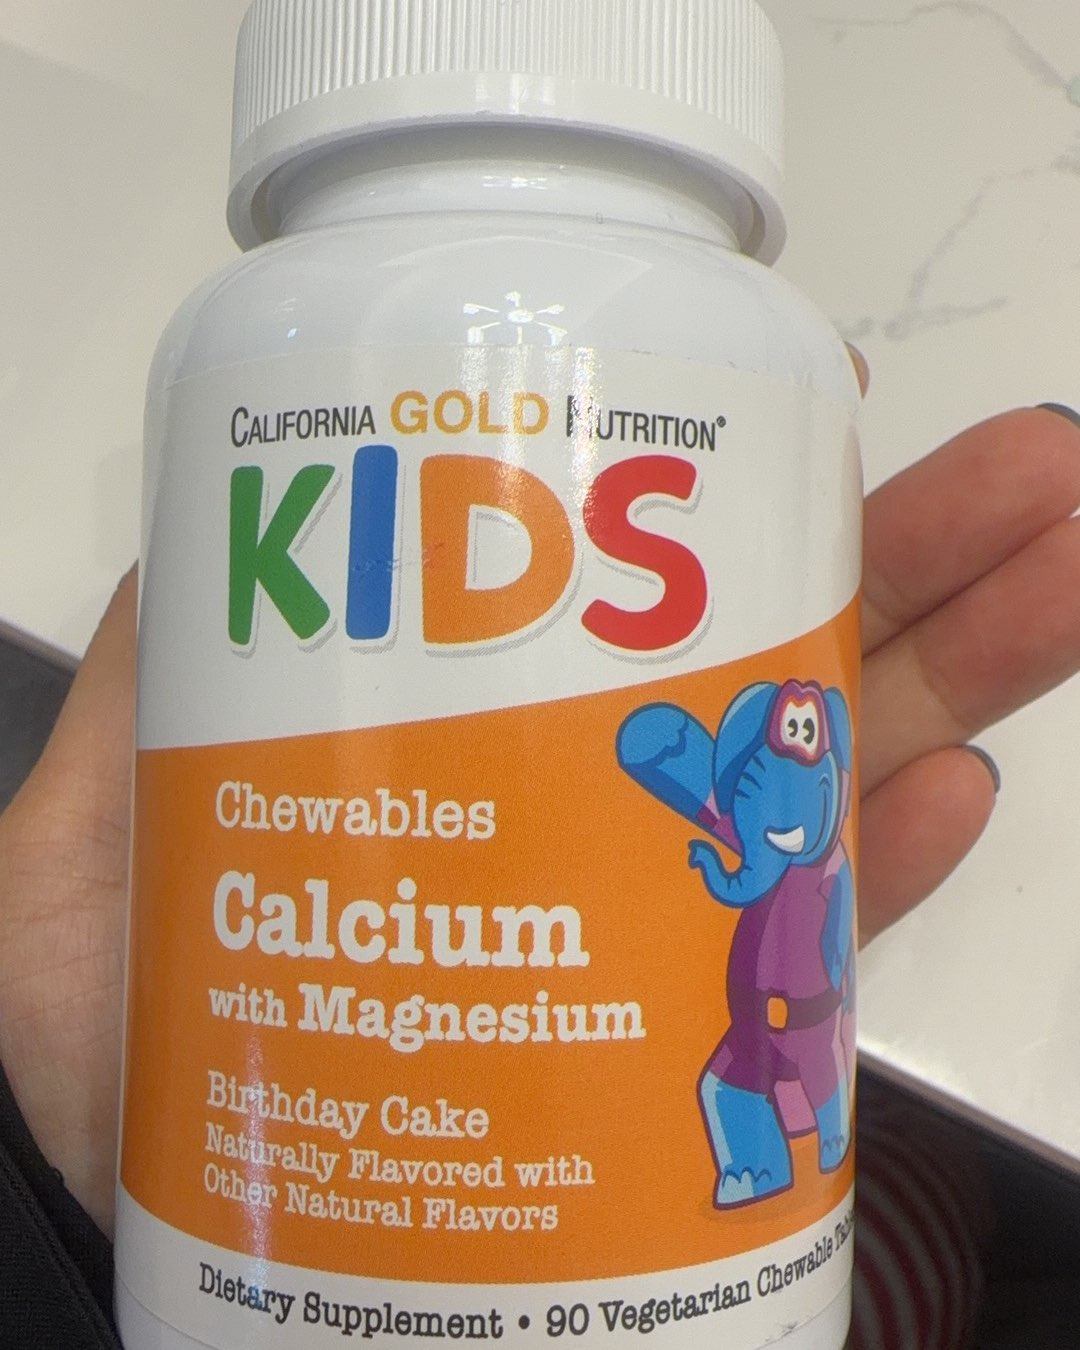 CALIFORNIA GOLD NUTRITION®
KIDS
Chewables
Calcium
with Magnesium
Birthday Cake
Naturally Flavored with
Other Natural Flavors
Dietary Supplement • 90 Vegetarian Chewable